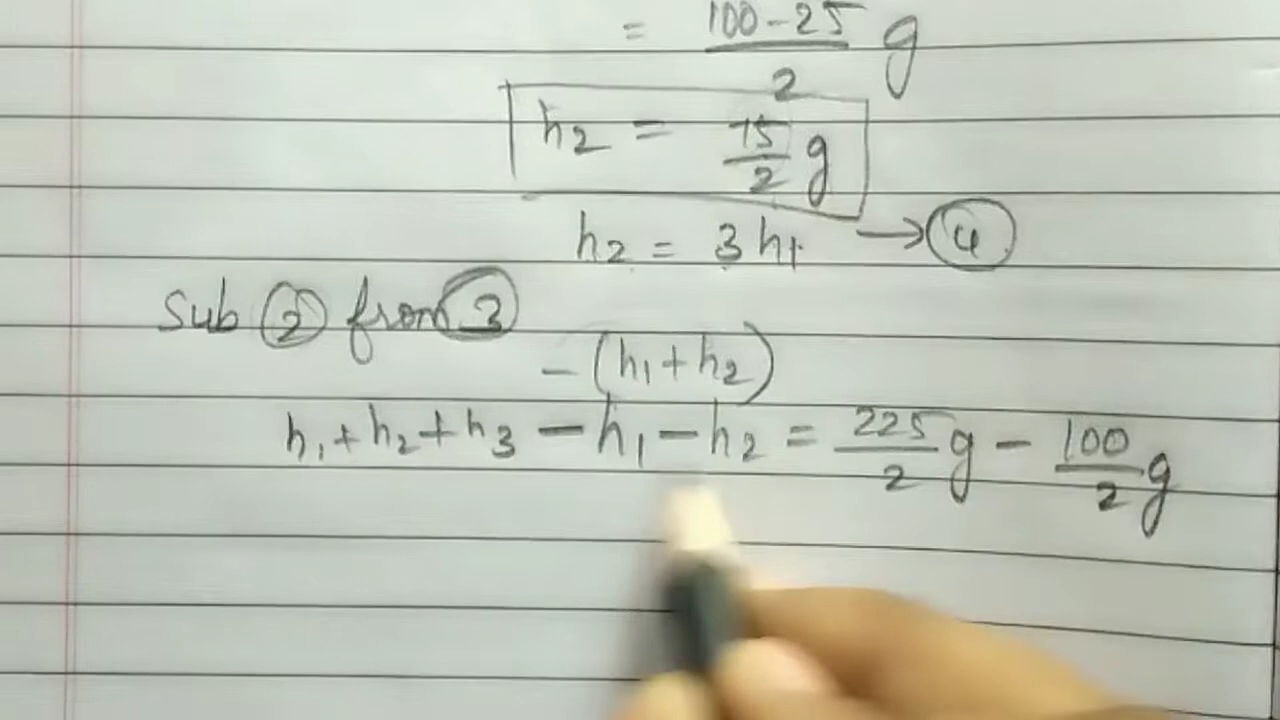 = 100-25/2 g
h2 = 75/2 g
h2 = 3h1 → 4
Sub 2 from 3
- (h1 + h2)
h1 + h2 + h3 - h1 - h2 = 225/2 g - 100/2 g